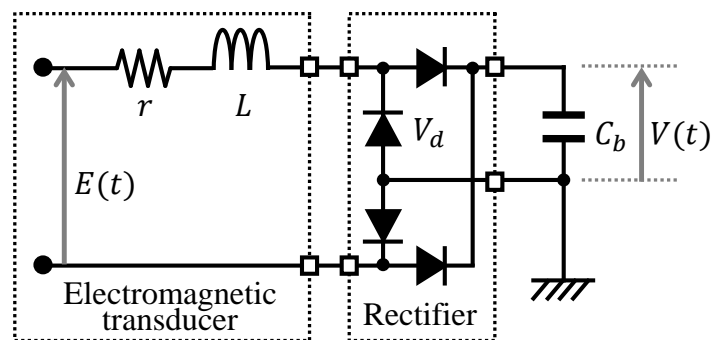 r
L
V_d
C_b
V(t)
E(t)
Electromagnetic
transducer
Rectifier